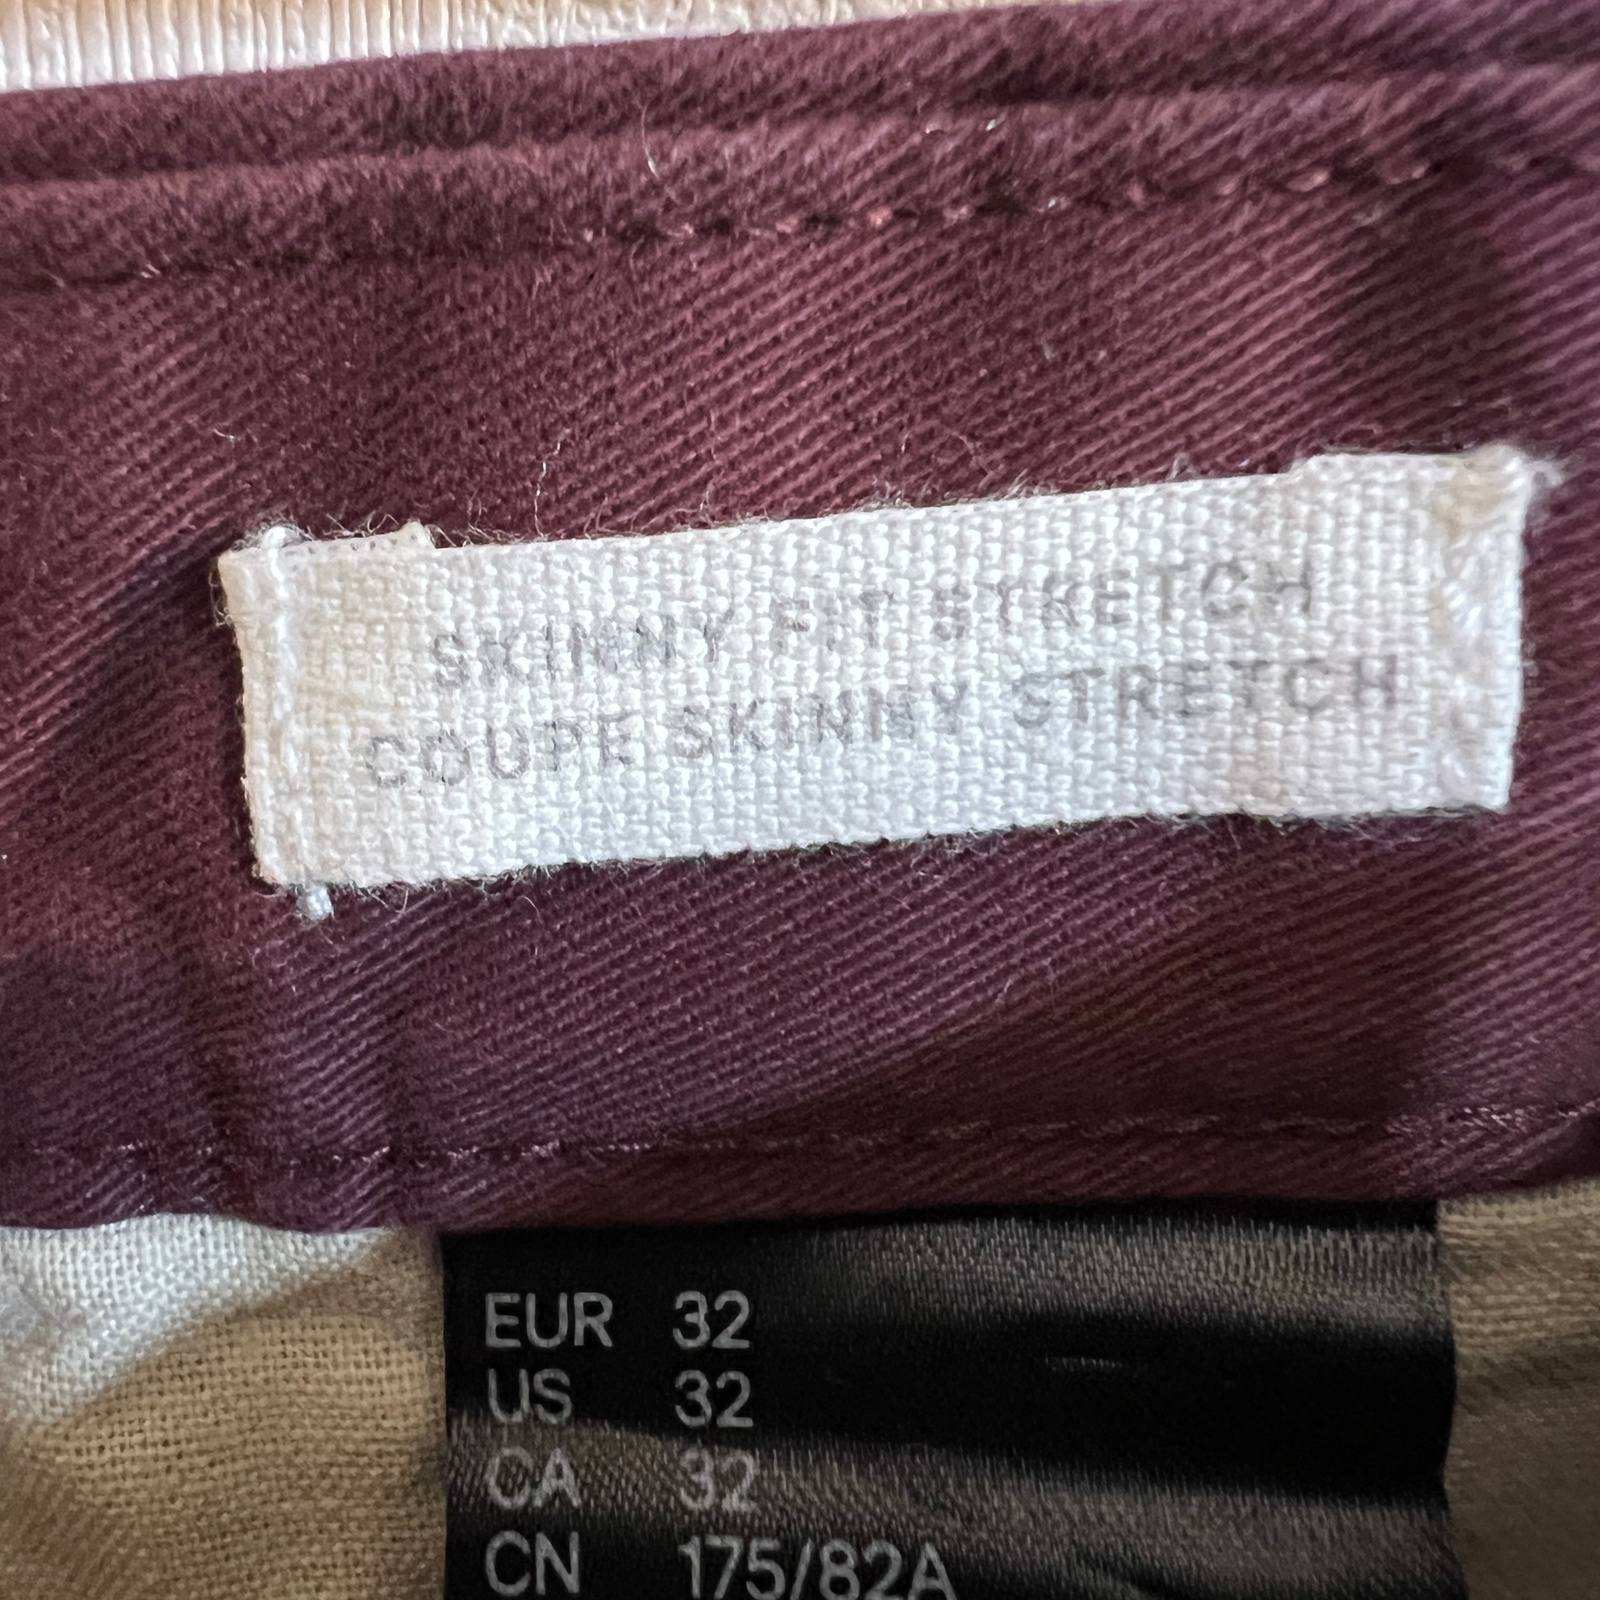 SKINNY FIT STRETCH
COUPE SKINNY STRETCH
EUR 32
US 32
CA 32
CN 175/82A